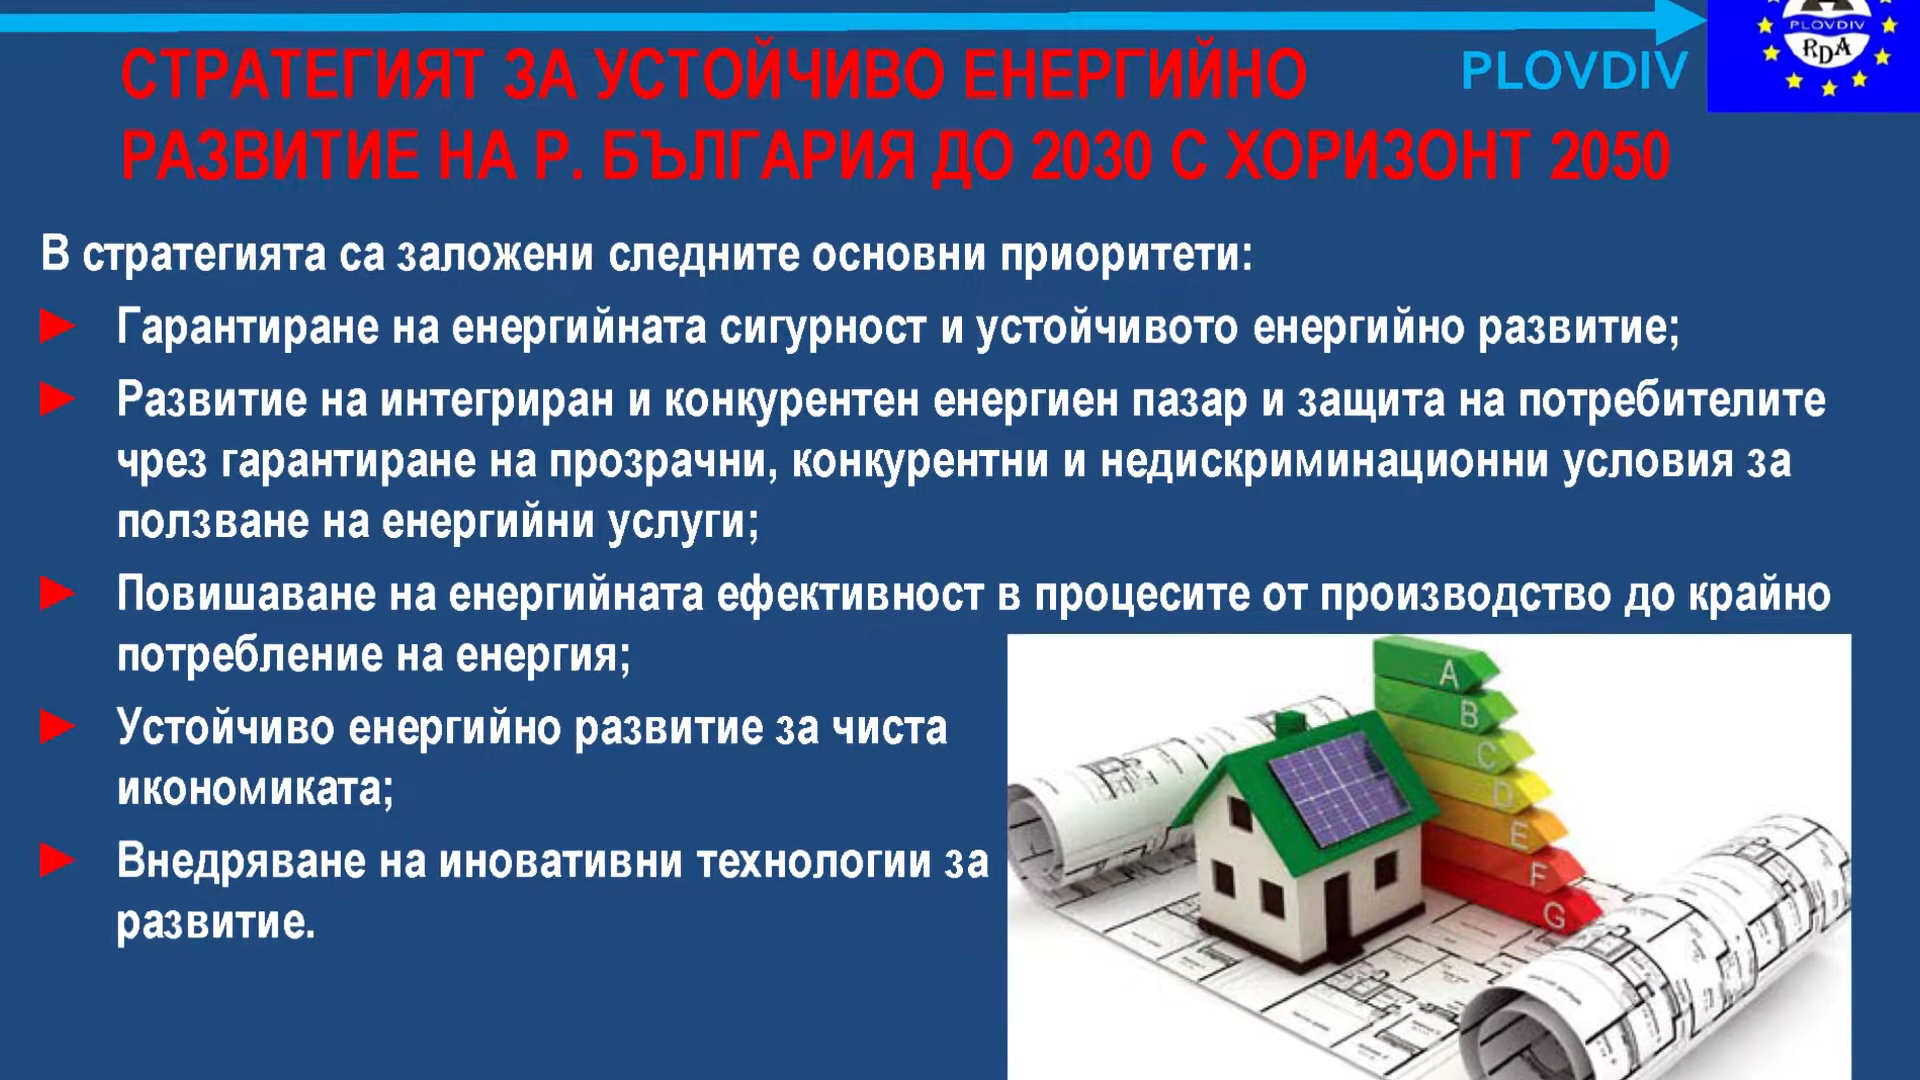 PLOVDIV
RDA
PLOVDIV
СТРАТЕГИЯТ ЗА УСТОЙЧИВО ЕНЕРГИЙНО
РАЗВИТИЕ НА Р. БЪЛГАРИЯ ДО 2030 С ХОРИЗОНТ 2050
В стратегията са заложени следните основни приоритети:
Гарантиране на енергийната сигурност и устойчивото енергийно развитие;
Развитие на интегриран и конкурентен енергиен пазар и защита на потребителите
чрез гарантиране на прозрачни, конкурентни и недискриминационни условия за
ползване на енергийни услуги;
Повишаване на енергийната ефективност в процесите от производство до крайно
потребление на енергия;
Устойчиво енергийно развитие за чиста
икономиката;
Внедряване на иновативни технологии за
развитие.
A
B
C
D
E
F
G